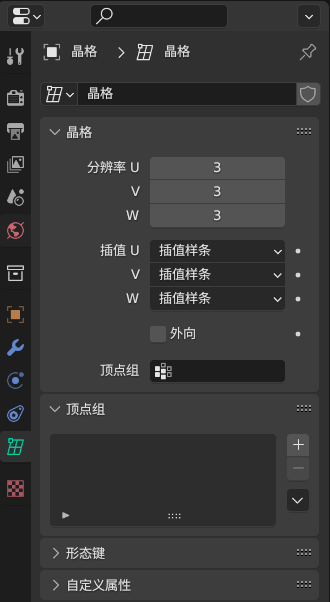 晶格 晶格
晶格
晶格
分辨率 U 3
V 3
W 3
插值 U 插值样条
V 插值样条
W 插值样条
外向
顶点组
顶点组
形态键
自定义属性